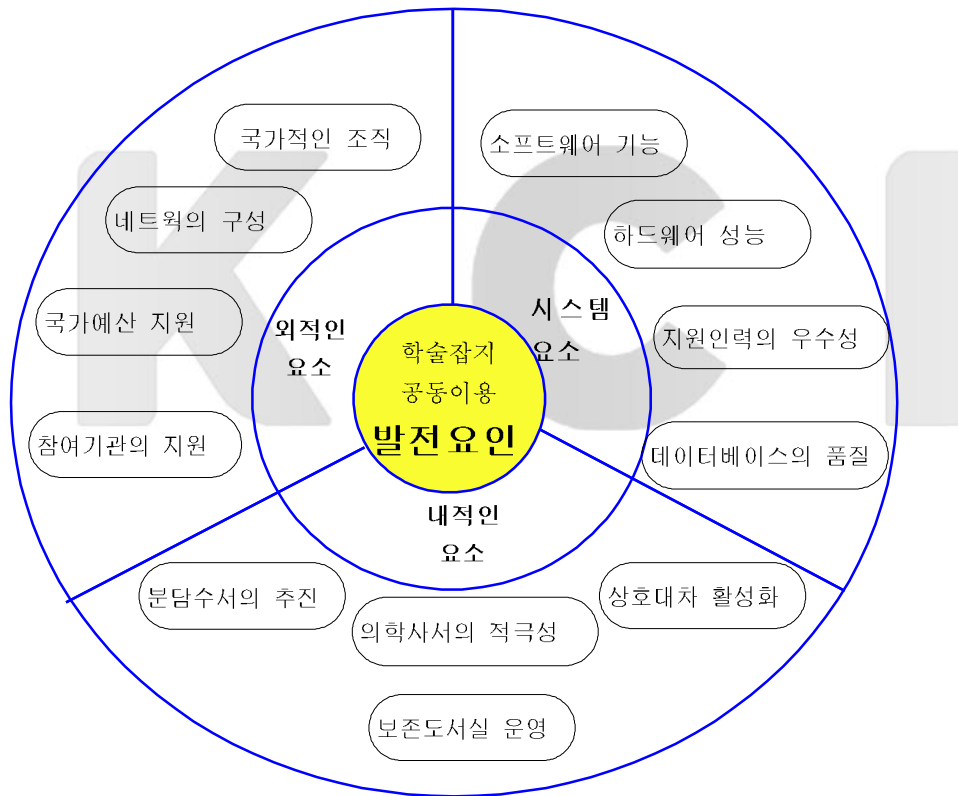 국가적인 조직
소프트웨어 기능
네트웍의 구성
하드웨어 성능
국가예산 지원
외적인
요소
시스템
요소
지원인력의 우수성
학술잡지
공동이용
발전요인
참여기관의 지원
데이터베이스의 품질
내적인
요소
분담수서의 추진
의학사서의 적극성
상호대차 활성화
보존도서실 운영
KCI